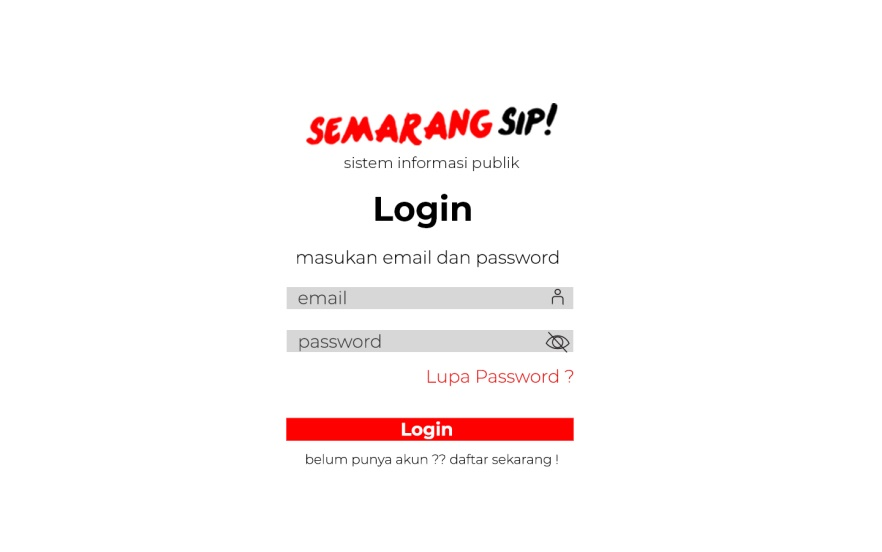 SEMARANG SIP!
sistem informasi publik
Login
masukan email dan password
email
password
Lupa Password ?
Login
belum punya akun ?? daftar sekarang !